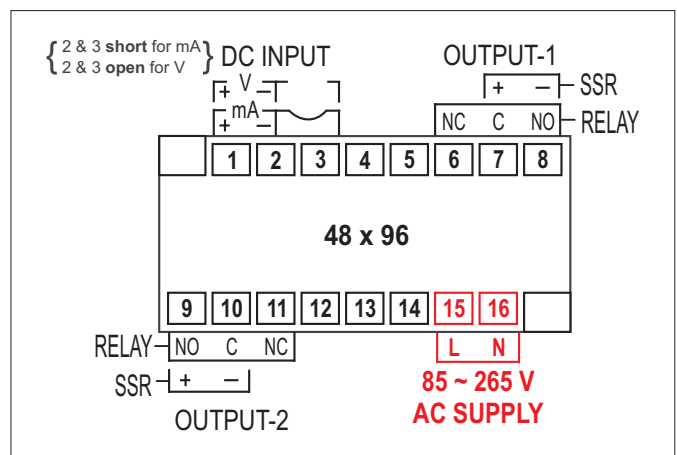 { 2 & 3 short for mA }
{ 2 & 3 open for V }
DC INPUT
OUTPUT-1
+ V −
+ − SSR
+ mA −
NC C NO RELAY
1 2 3 4 5 6 7 8
48 x 96
9 10 11 12 13 14 15 16
RELAY NO C NC
L N
SSR + −
85 ~ 265 V
AC SUPPLY
OUTPUT-2